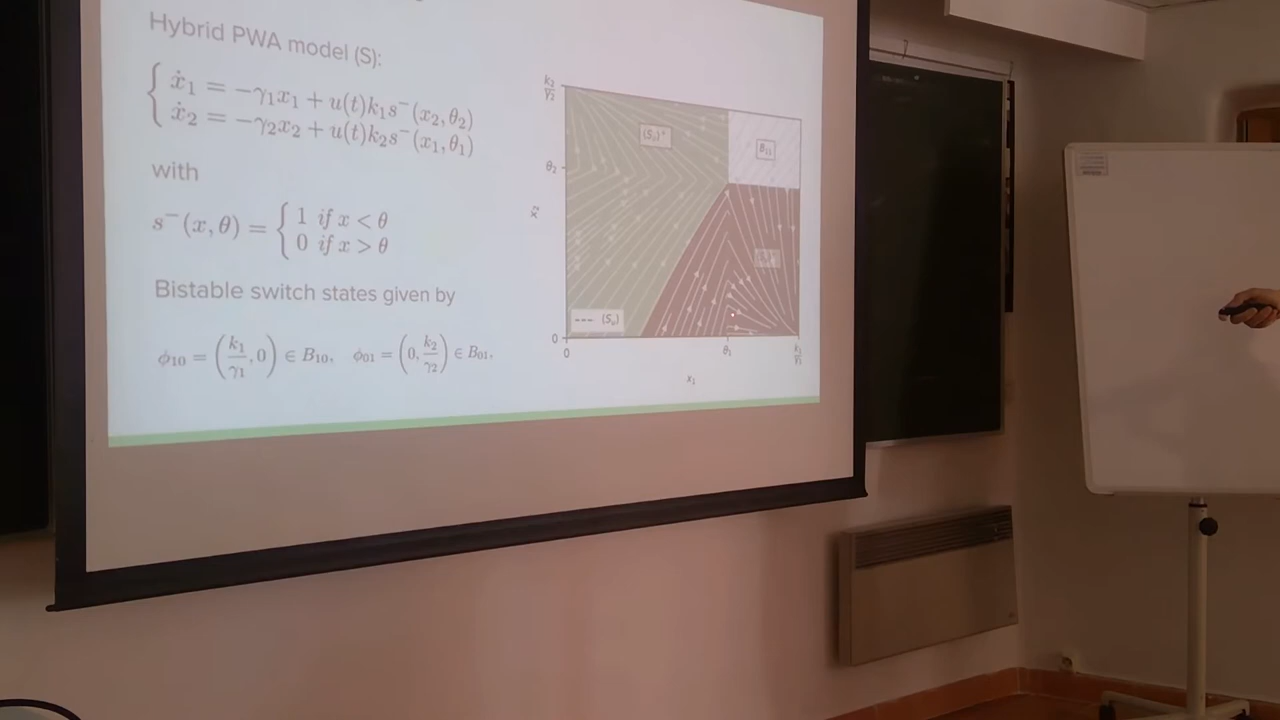 Hybrid PWA model (S):
ẋ₁ = −γ₁x₁ + u(t)k₁s⁻(x₂, θ₂)
ẋ₂ = −γ₂x₂ + u(t)k₂s⁻(x₁, θ₁)
with
s⁻(x, θ) = { 1 if x < θ
0 if x > θ
Bistable switch states given by
ϕ₁₀ = (k₁/γ₁, 0) ∈ B₁₀, ϕ₀₁ = (0, k₂/γ₂) ∈ B₀₁,
k₂/γ₂
B₁₁
θ₂
x₂
0
0
θ₁
k₁/γ₁
x₁